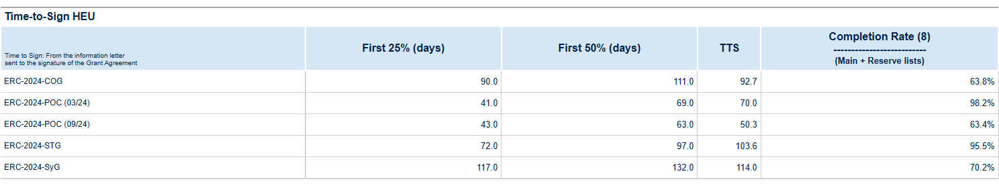 Time-to-Sign HEU
Time to Sign: From the information letter
sent to the signature of the Grant Agreement
First 25% (days) First 50% (days) TTS Completion Rate (8)
---------------------------
(Main + Reserve lists)
ERC-2024-COG 90.0 111.0 92.7 63.8%
ERC-2024-POC (03/24) 41.0 69.0 70.0 98.2%
ERC-2024-POC (09/24) 43.0 63.0 50.3 63.4%
ERC-2024-STG 72.0 97.0 103.6 95.5%
ERC-2024-SyG 117.0 132.0 114.0 70.2%